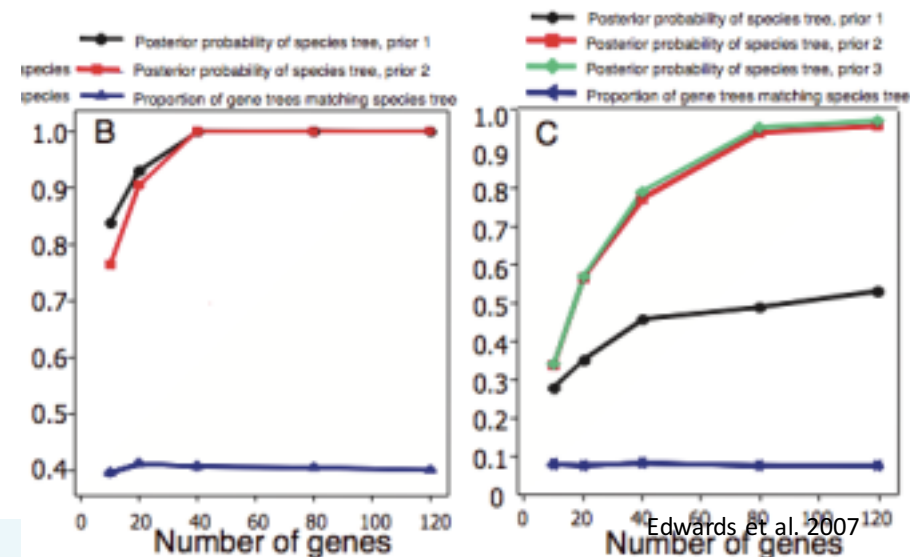 Posterior probability of species tree, prior 1
species Posterior probability of species tree, prior 2
species Proportion of gene trees matching species tree
B
1.0
0.9
0.8
0.7
0.6
0.5
0.4
0 20 40 60 80 100 120
Number of genes
Posterior probability of species tree, prior 1
Posterior probability of species tree, prior 2
Posterior probability of species tree, prior 3
Proportion of gene trees matching species tree
C
1.0
0.9
0.8
0.7
0.6
0.5
0.4
0.3
0.2
0.1
0
0 20 40 60 80 100 120
Number of genes
Edwards et al. 2007